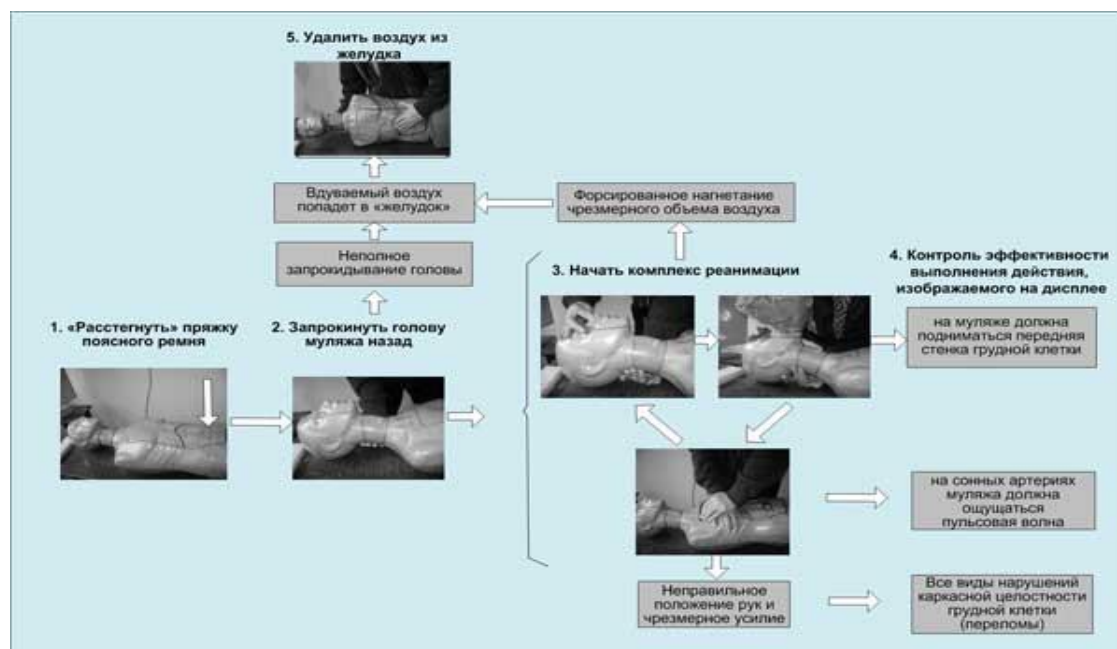 5. Удалить воздух из
желудка
Вдуваемый воздух
попадет в «желудок»
Форсированное нагнетание
чрезмерного объема воздуха
Неполное
запрокидывание головы
1. «Расстегнуть» пряжку
поясного ремня
2. Запрокинуть голову
муляжа назад
3. Начать комплекс реанимации
4. Контроль эффективности
выполнения действия,
изображаемого на дисплее
на муляже должна
подниматься передняя
стенка грудной клетки
на сонных артериях
муляжа должна
ощущаться
пульсовая волна
Неправильное
положение рук и
чрезмерное усилие
Все виды нарушений
каркасной целостности
грудной клетки
(переломы)